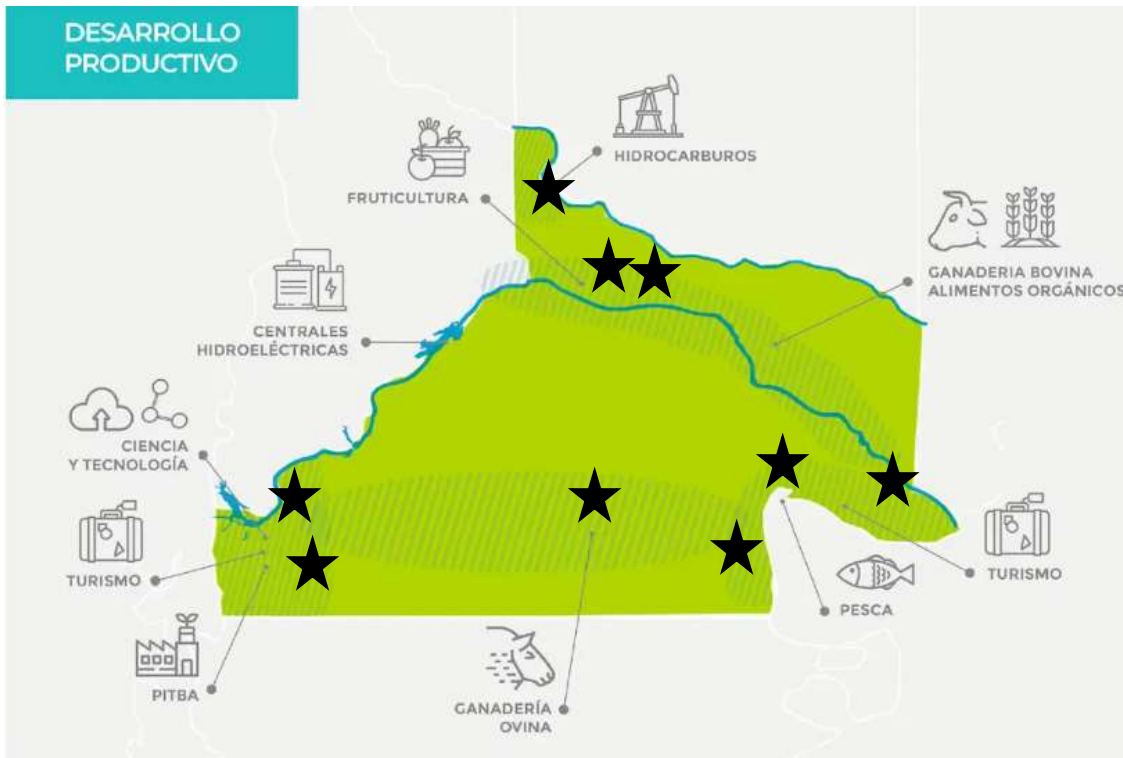 DESARROLLO
PRODUCTIVO
HIDROCARBUROS
FRUTICULTURA
GANADERIA BOVINA
ALIMENTOS ORGÁNICOS
CENTRALES
HIDROELÉCTRICAS
CIENCIA
Y TECNOLOGÍA
TURISMO
TURISMO
PESCA
PITBA
GANADERÍA
OVINA